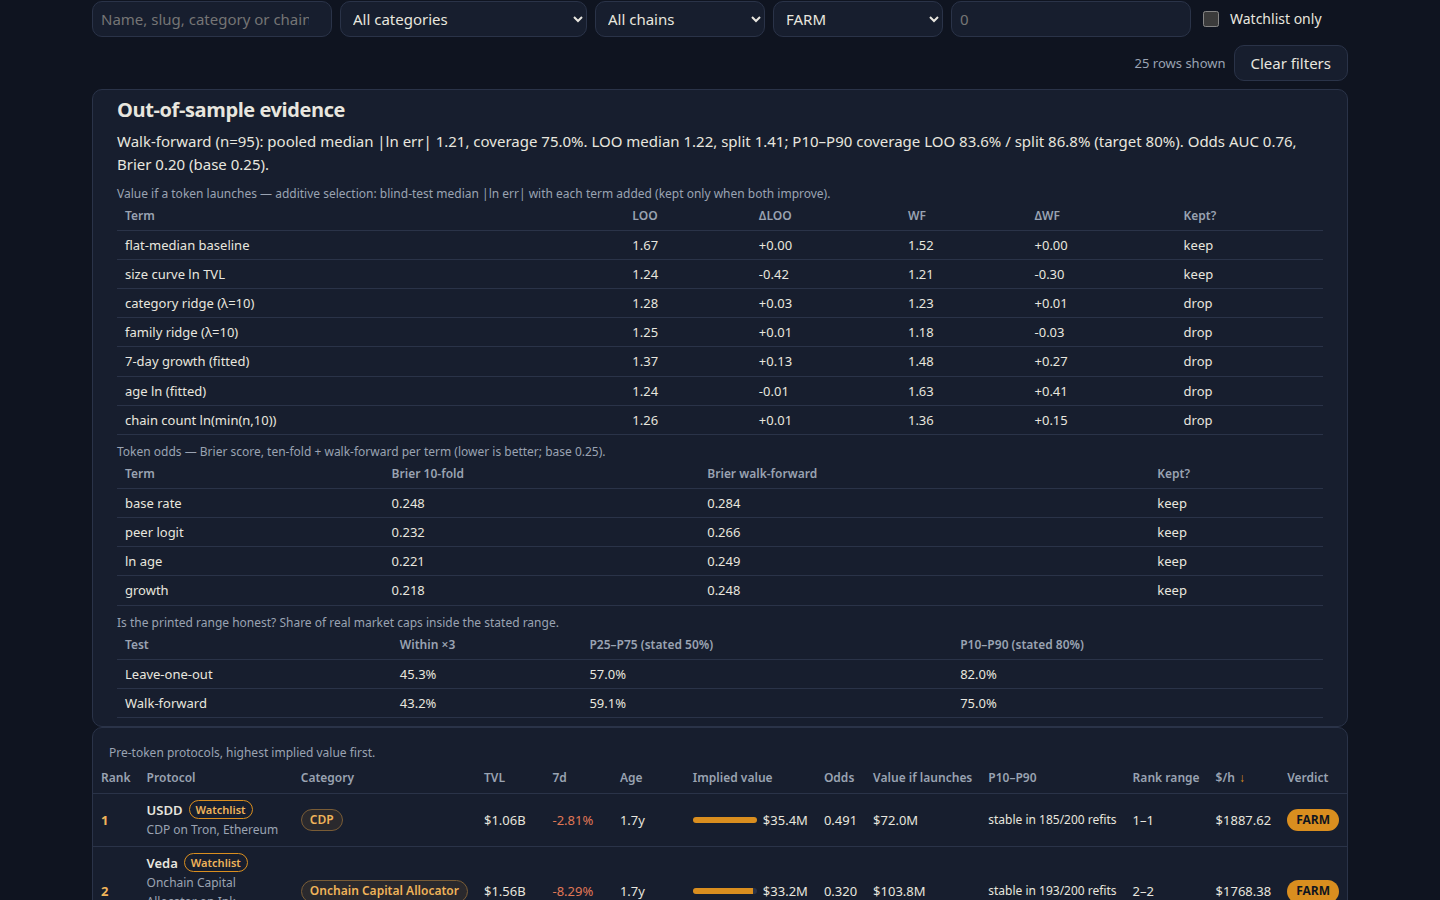 Name, slug, category or chain
All categories
All chains
FARM
0
Watchlist only
25 rows shown
Clear filters
Out-of-sample evidence
Walk-forward (n=95): pooled median |ln err| 1.21, coverage 75.0%. LOO median 1.22, split 1.41; P10–P90 coverage LOO 83.6% / split 86.8% (target 80%). Odds AUC 0.76,
Brier 0.20 (base 0.25).
Value if a token launches — additive selection: blind-test median |ln err| with each term added (kept only when both improve).
Term LOO ΔLOO WF ΔWF Kept?
flat-median baseline 1.67 +0.00 1.52 +0.00 keep
size curve ln TVL 1.24 -0.42 1.21 -0.30 keep
category ridge (λ=10) 1.28 +0.03 1.23 +0.01 drop
family ridge (λ=10) 1.25 +0.01 1.18 -0.03 drop
7-day growth (fitted) 1.37 +0.13 1.48 +0.27 drop
age ln (fitted) 1.24 -0.01 1.63 +0.41 drop
chain count ln(min(n,10)) 1.26 +0.01 1.36 +0.15 drop
Token odds — Brier score, ten-fold + walk-forward per term (lower is better; base 0.25).
Term Brier 10-fold Brier walk-forward Kept?
base rate 0.248 0.284 keep
peer logit 0.232 0.266 keep
ln age 0.221 0.249 keep
growth 0.218 0.248 keep
Is the printed range honest? Share of real market caps inside the stated range.
Test Within ×3 P25–P75 (stated 50%) P10–P90 (stated 80%)
Leave-one-out 45.3% 57.0% 82.0%
Walk-forward 43.2% 59.1% 75.0%
Pre-token protocols, highest implied value first.
Rank Protocol Category TVL 7d Age Implied value Odds Value if launches P10–P90 Rank range $/h ↓ Verdict
1 USDD Watchlist CDP $1.06B -2.81% 1.7y $35.4M 0.491 $72.0M stable in 185/200 refits 1–1 $1887.62 FARM
CDP on Tron, Ethereum
2 Veda Watchlist Onchain Capital Allocator $1.56B -8.29% 1.7y $33.2M 0.320 $103.8M stable in 193/200 refits 2–2 $1768.38 FARM
Onchain Capital
Allocator on Ink